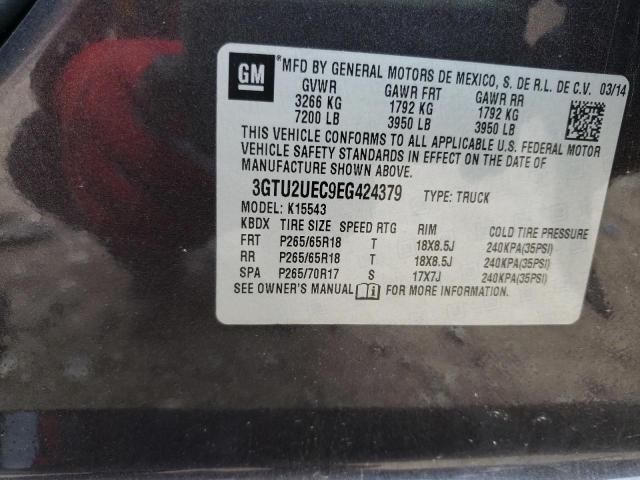 GM
®MFD BY GENERAL MOTORS DE MEXICO, S. DE R.L. DE C.V. 03/14
GVWR GAWR FRT GAWR RR
3266 KG 1792 KG 1792 KG
7200 LB 3950 LB 3950 LB
THIS VEHICLE CONFORMS TO ALL APPLICABLE U.S. FEDERAL MOTOR
VEHICLE SAFETY STANDARDS IN EFFECT ON THE DATE OF
MANUFACTURE SHOWN ABOVE.
3GTU2UEC9EG424379 TYPE: TRUCK
MODEL: K15543
KBDX TIRE SIZE SPEED RTG RIM COLD TIRE PRESSURE
FRT P265/65R18 T 18X8.5J 240KPA(35PSI)
RR P265/65R18 T 18X8.5J 240KPA(35PSI)
SPA P265/70R17 S 17X7J 240KPA(35PSI)
SEE OWNER'S MANUAL FOR MORE INFORMATION.